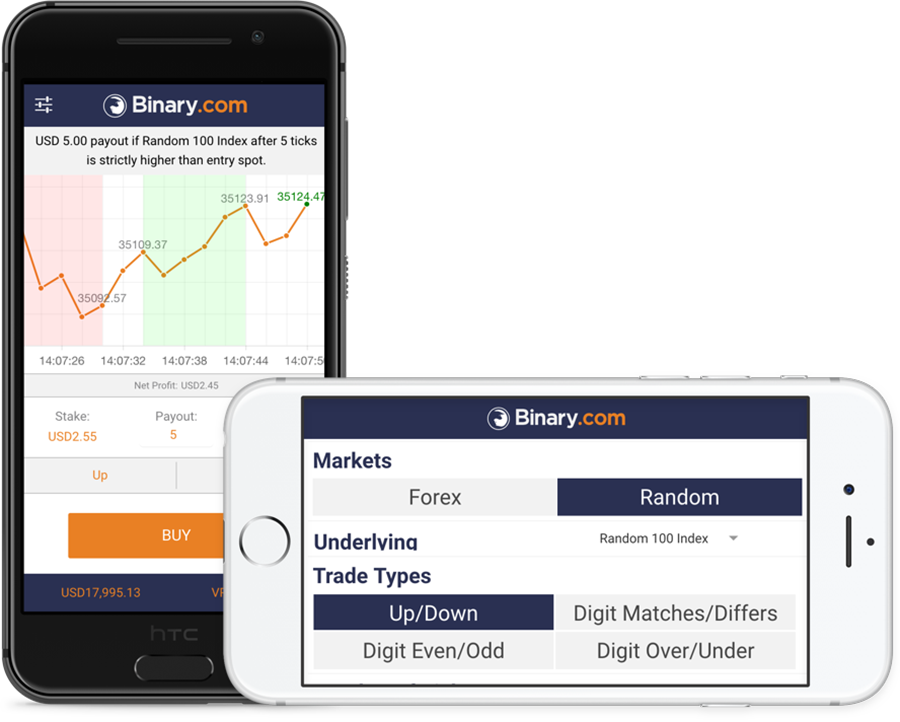 Binary.com
USD 5.00 payout if Random 100 Index after 5 ticks
is strictly higher than entry spot.
35123.91
35124.47
35109.37
35092.57
14:07:26
14:07:32
14:07:38
14:07:44
14:07:50
Net Profit: USD2.45
Stake:
Payout:
USD2.55
5
Up
BUY
USD17,995.13
hTC
Binary.com
Markets
Forex
Random
Underlying
Random 100 Index
Trade Types
Up/Down
Digit Matches/Differs
Digit Even/Odd
Digit Over/Under